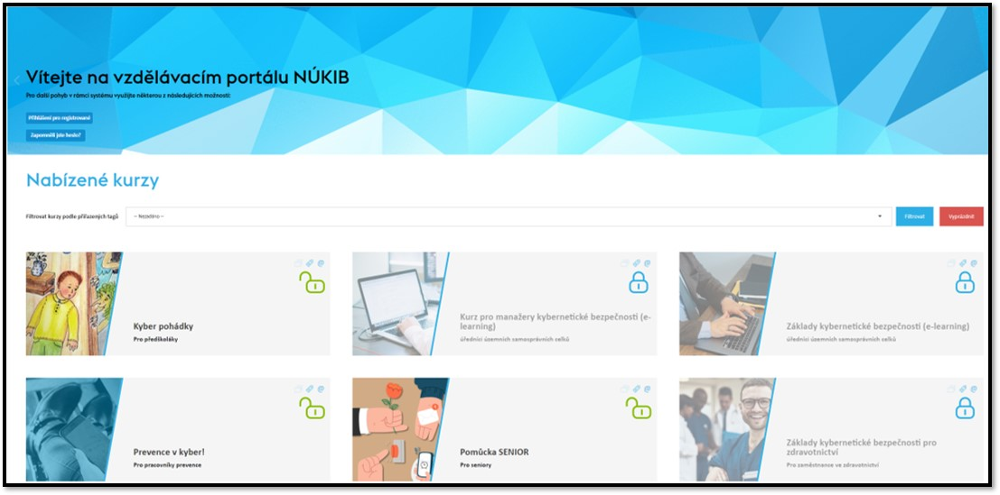 Vítejte na vzdělávacím portálu NÚKIB
Pro další pohyb v rámci systému využijte některou z následujících možností:
Přihlášení pro registrované
Zapomněli jste heslo?
Nabízené kurzy
Filtrovat kurzy podle přiřazených tagů
-- Nezadáno --
Filtrovat
Vyprázdnit
Kyber pohádky
Pro předškoláky
Kurz pro manažery kybernetické bezpečnosti (e-
learning)
úředníci územních samosprávních celků
Základy kybernetické bezpečnosti (e-learning)
úředníci územních samosprávních celků
Prevence v kyber!
Pro pracovníky prevence
Pomůcka SENIOR
Pro seniory
Základy kybernetické bezpečnosti pro
zdravotnictví
Pro zaměstnance ve zdravotnictví